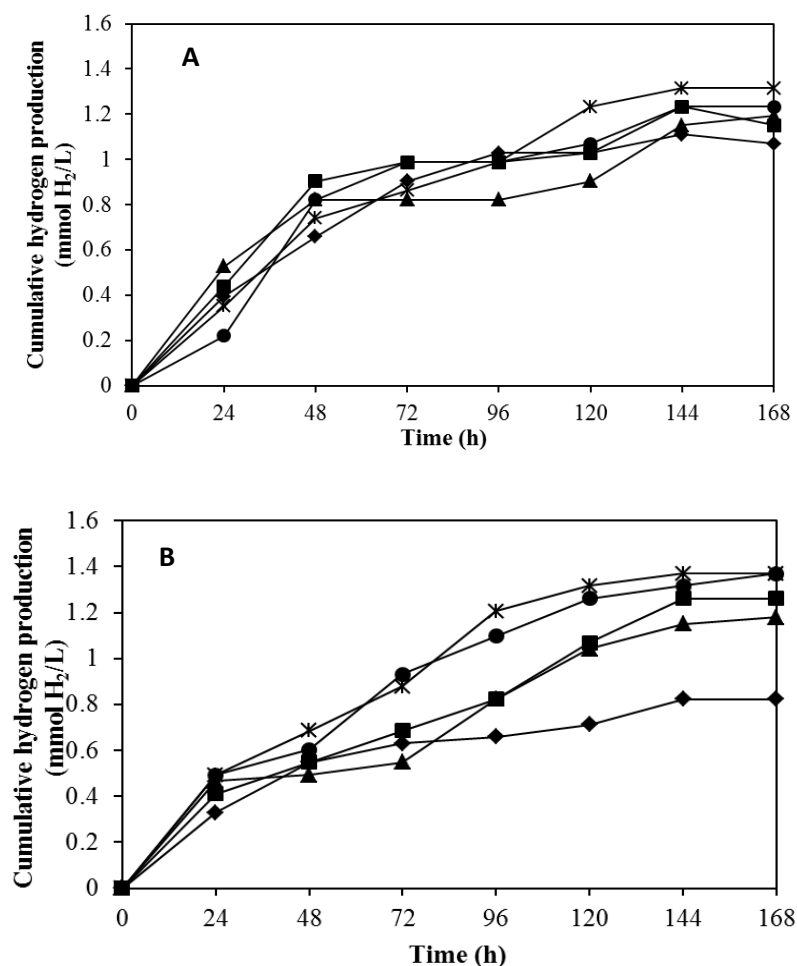 A
Cumulative hydrogen production
(mmol H₂/L)
1.6
1.4
1.2
1
0.8
0.6
0.4
0.2
0
0 24 48 72 96 120 144 168
Time (h)
B
Cumulative hydrogen production
(mmol H₂/L)
1.6
1.4
1.2
1
0.8
0.6
0.4
0.2
0
0 24 48 72 96 120 144 168
Time (h)